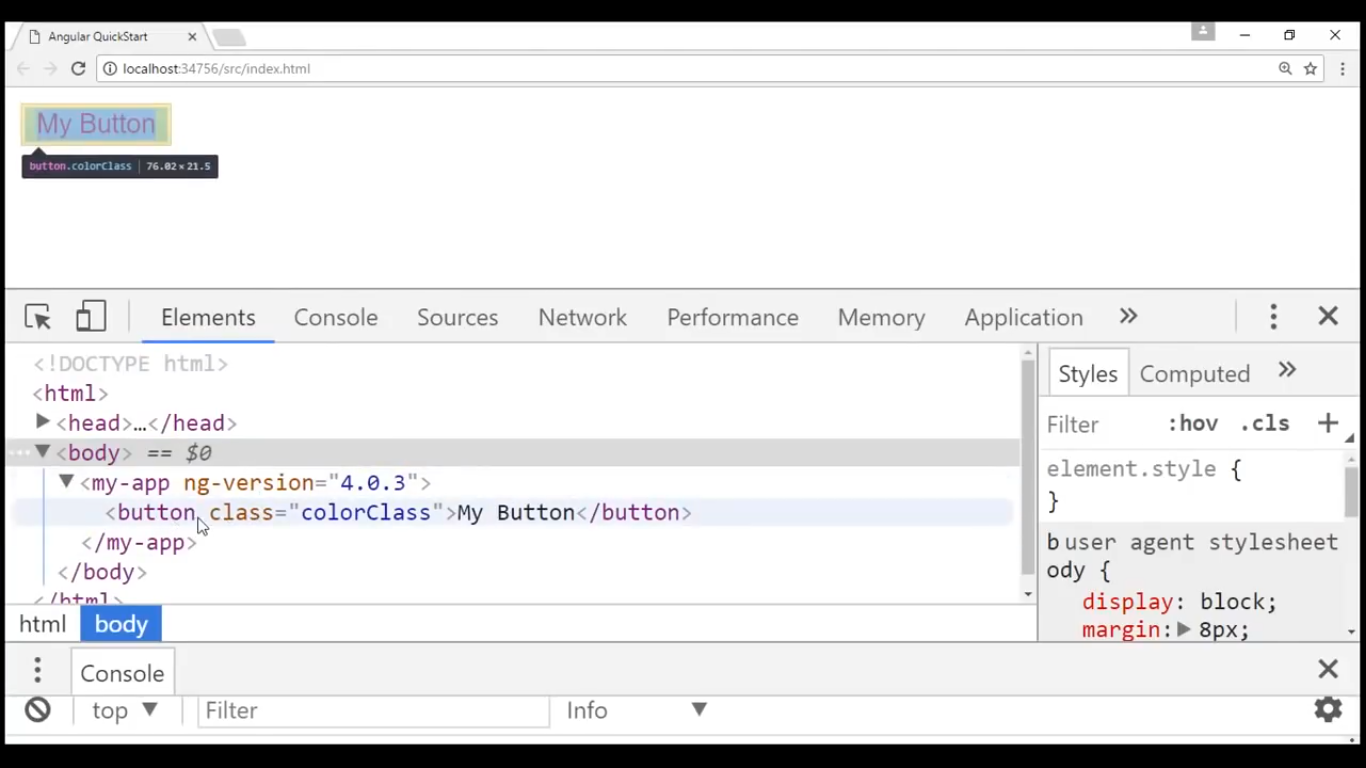 Angular QuickStart
localhost:34756/src/index.html
My Button
button.colorClass | 76.02×21.5
Elements Console Sources Network Performance Memory Application »
<!DOCTYPE html>
<html>
<head>…</head>
<body> == $0
<my-app ng-version="4.0.3">
<button class="colorClass">My Button</button>
</my-app>
</body>
</html>
html body
Styles Computed »
Filter :hov .cls +
element.style {
}
b user agent stylesheet
ody {
display: block;
margin: 8px;
Console
top Filter Info